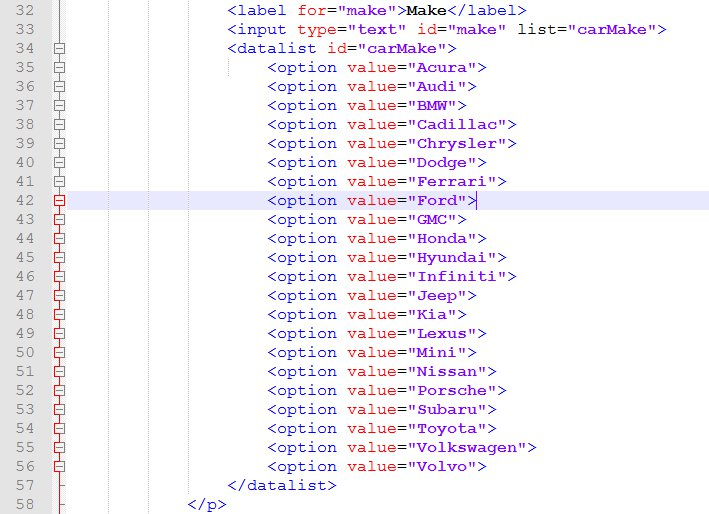 32 <label for="make">Make</label>
33 <input type="text" id="make" list="carMake">
34 <datalist id="carMake">
35 <option value="Acura">
36 <option value="Audi">
37 <option value="BMW">
38 <option value="Cadillac">
39 <option value="Chrysler">
40 <option value="Dodge">
41 <option value="Ferrari">
42 <option value="Ford">
43 <option value="GMC">
44 <option value="Honda">
45 <option value="Hyundai">
46 <option value="Infiniti">
47 <option value="Jeep">
48 <option value="Kia">
49 <option value="Lexus">
50 <option value="Mini">
51 <option value="Nissan">
52 <option value="Porsche">
53 <option value="Subaru">
54 <option value="Toyota">
55 <option value="Volkswagen">
56 <option value="Volvo">
57 </datalist>
58 </p>